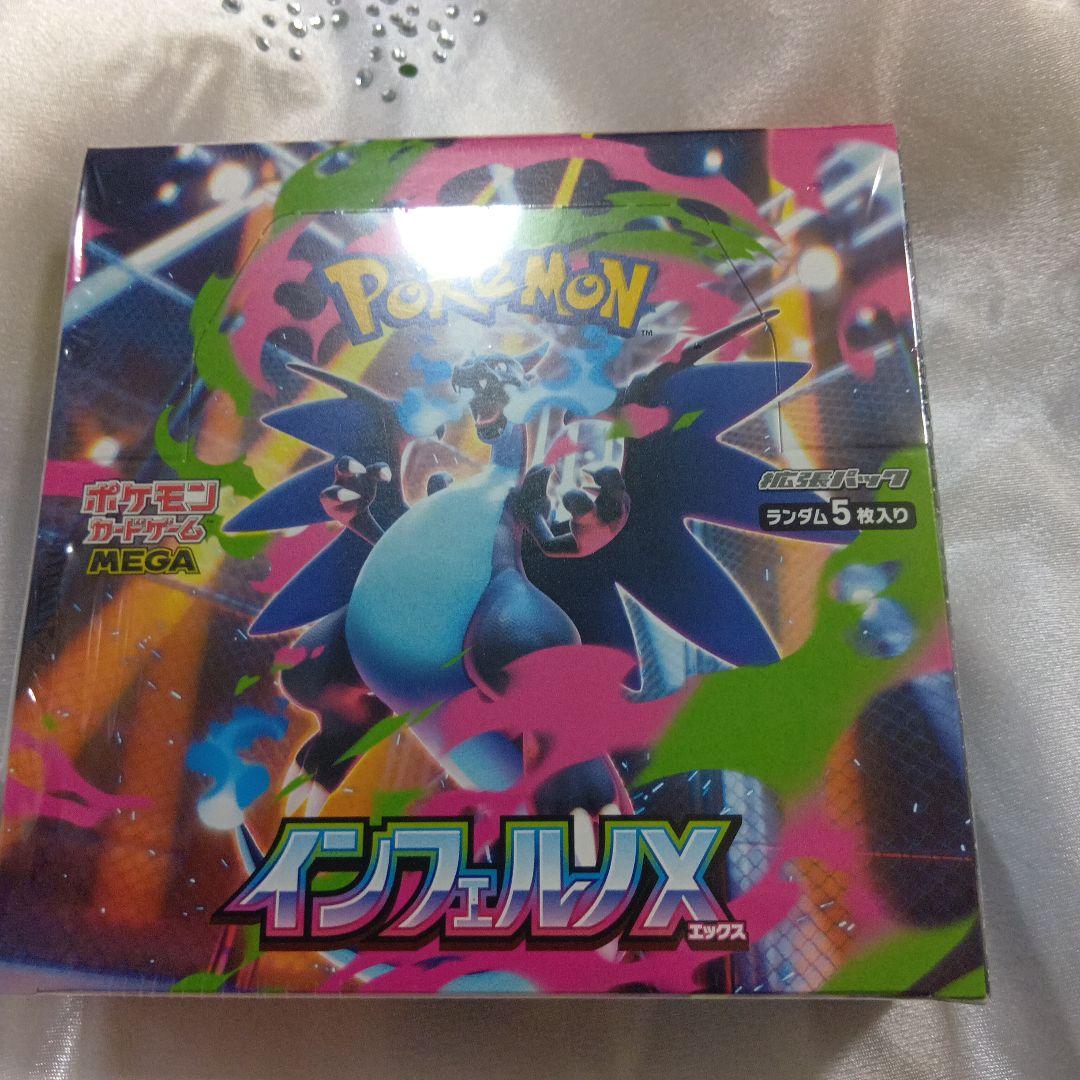 POKÉMON
TM
ポケモン
カードゲーム
MEGA
拡張パック
ランダム5枚入り
インフェルノX
エックス